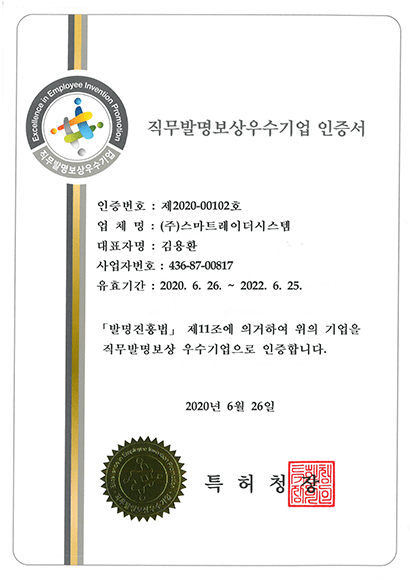 Excellence in Employee Invention Promotion
직무발명보상우수기업
직무발명보상우수기업 인증서
인증번호 : 제2020-00102호
업 체 명 : (주)스마트레이더시스템
대표자명 : 김용환
사업자번호 : 436-87-00817
유효기간 : 2020. 6. 26. ~ 2022. 6. 25.
「발명진흥법」 제11조에 의거하여 위의 기업을
직무발명보상 우수기업으로 인증합니다.
2020년 6월 26일
특 허 청 장